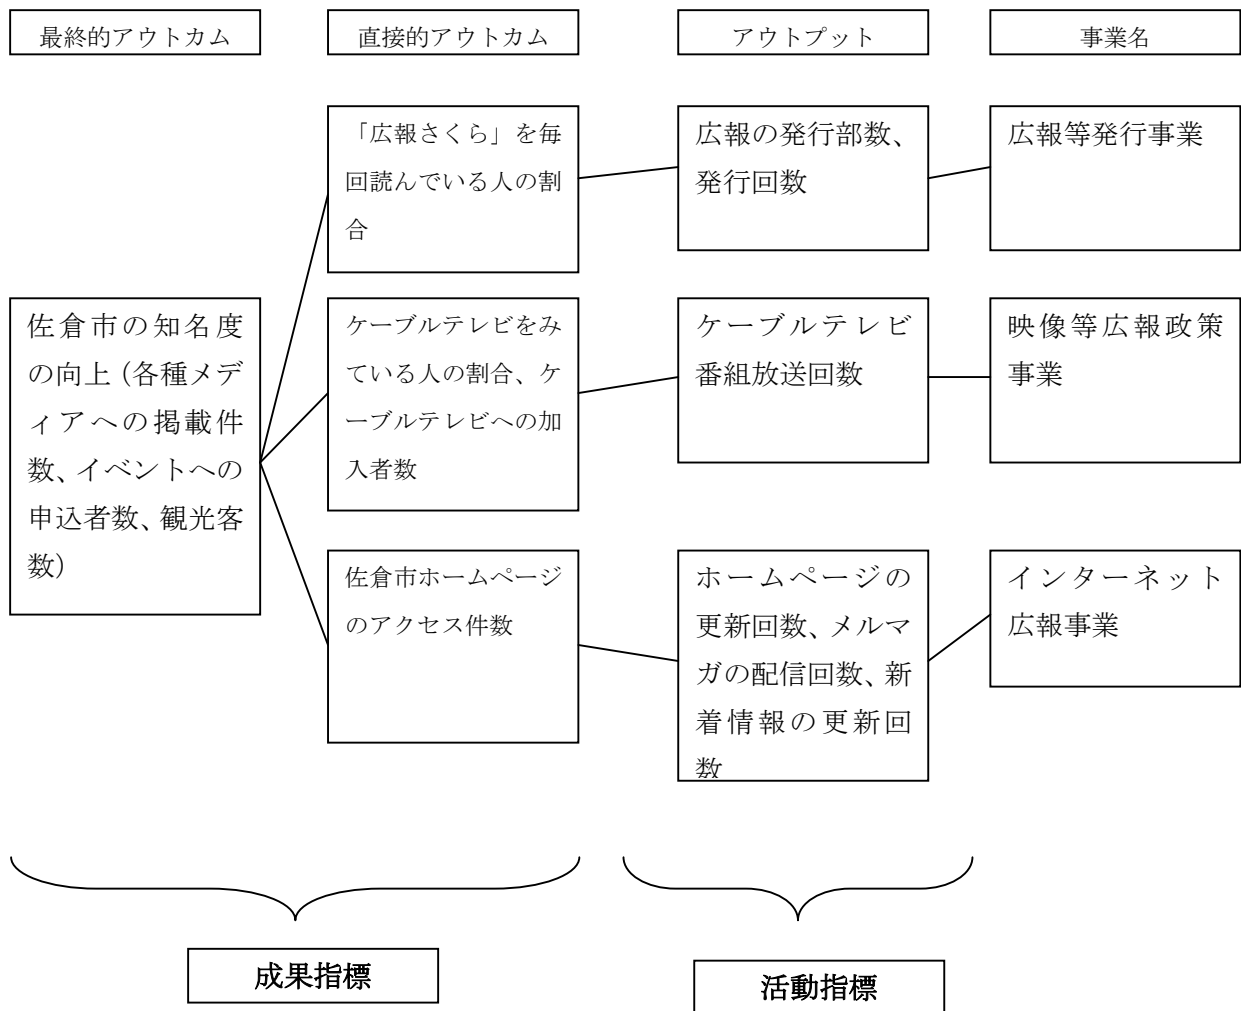 最終的アウトカム
直接的アウトカム
アウトプット
事業名
「広報さくら」を毎
回読んでいる人の割
合
広報の発行部数、
発行回数
広報等発行事業
佐倉市の知名度
の向上（各種メデ
ィアへの掲載件
数、イベントへの
申込者数、観光客
数）
ケーブルテレビをみ
ている人の割合、ケ
ーブルテレビへの加
入者数
ケーブルテレビ
番組放送回数
映像等広報政策
事業
佐倉市ホームページ
のアクセス件数
ホームページの
更新回数、メルマ
ガの配信回数、新
着情報の更新回
数
インターネット
広報事業
成果指標
活動指標